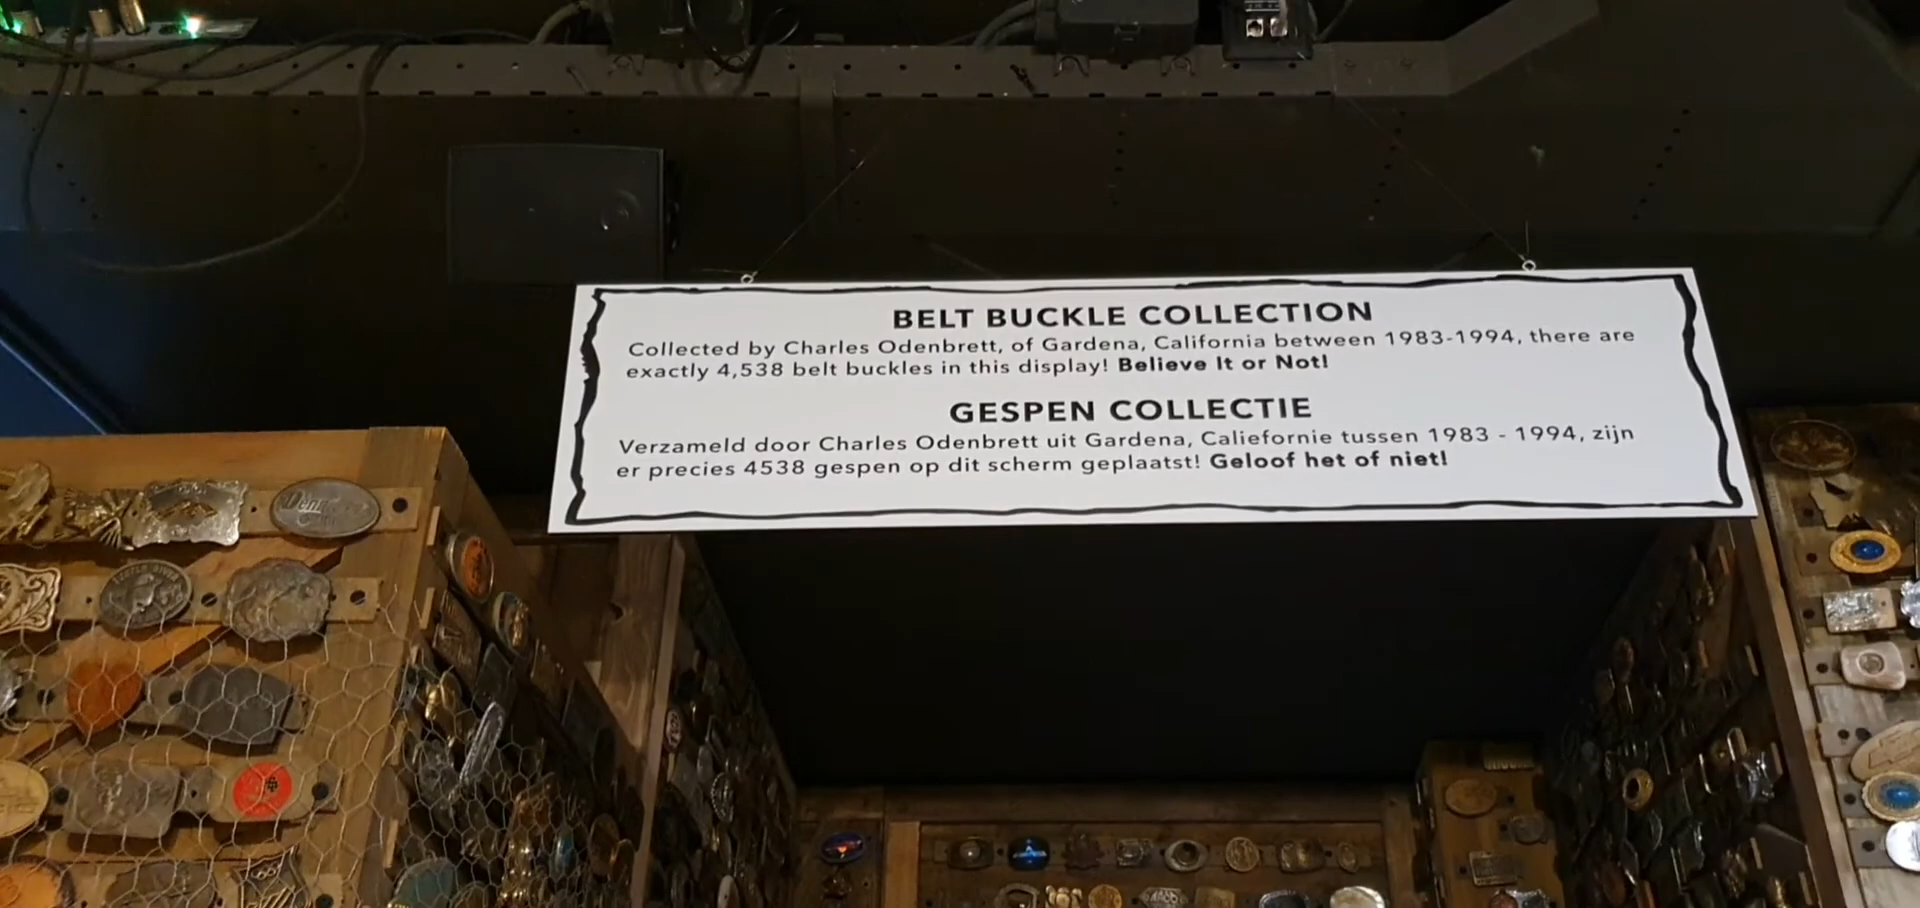 BELT BUCKLE COLLECTION
Collected by Charles Odenbrett, of Gardena, California between 1983-1994, there are
exactly 4,538 belt buckles in this display! Believe It or Not!
GESPEN COLLECTIE
Verzameld door Charles Odenbrett uit Gardena, Caliefornie tussen 1983 - 1994, zijn
er precies 4538 gespen op dit scherm geplaatst! Geloof het of niet!